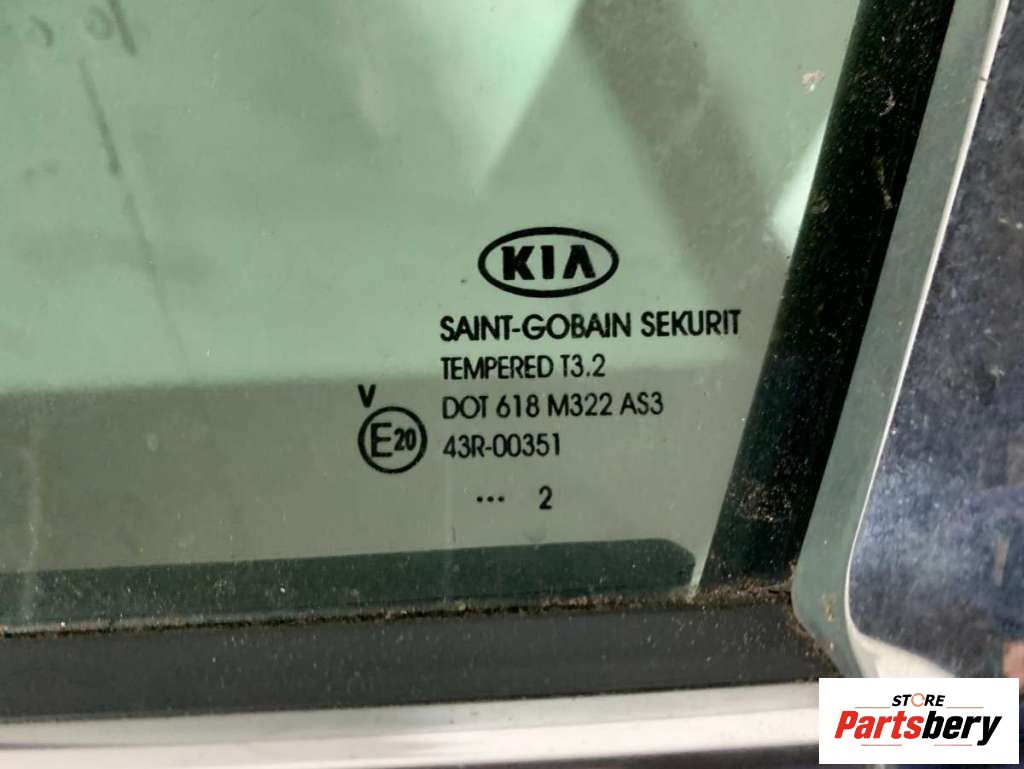 KIA
SAINT-GOBAIN SEKURIT
TEMPERED T3.2
V
DOT 618 M322 AS3
E20
43R-00351
... 2
STORE
Partsbery